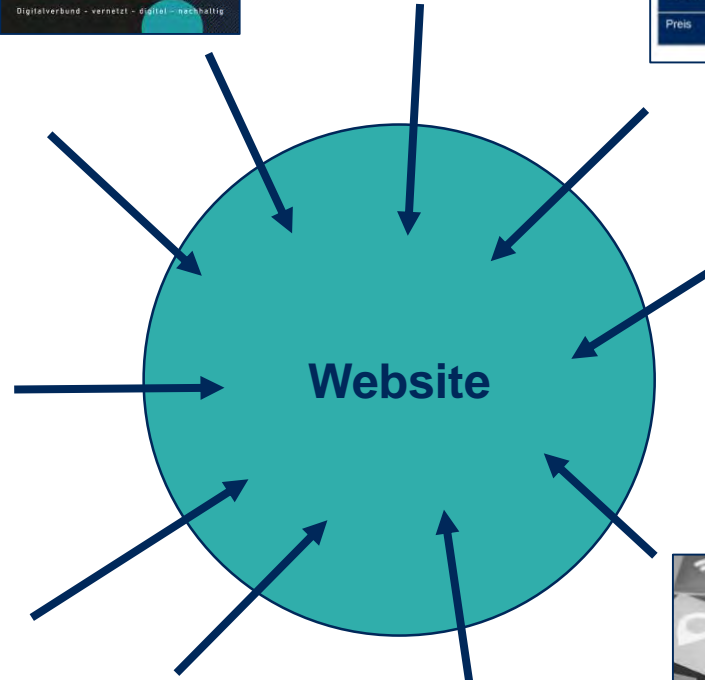 Digitalverbund – vernetzt – digital – nachhaltig
Preis
Website